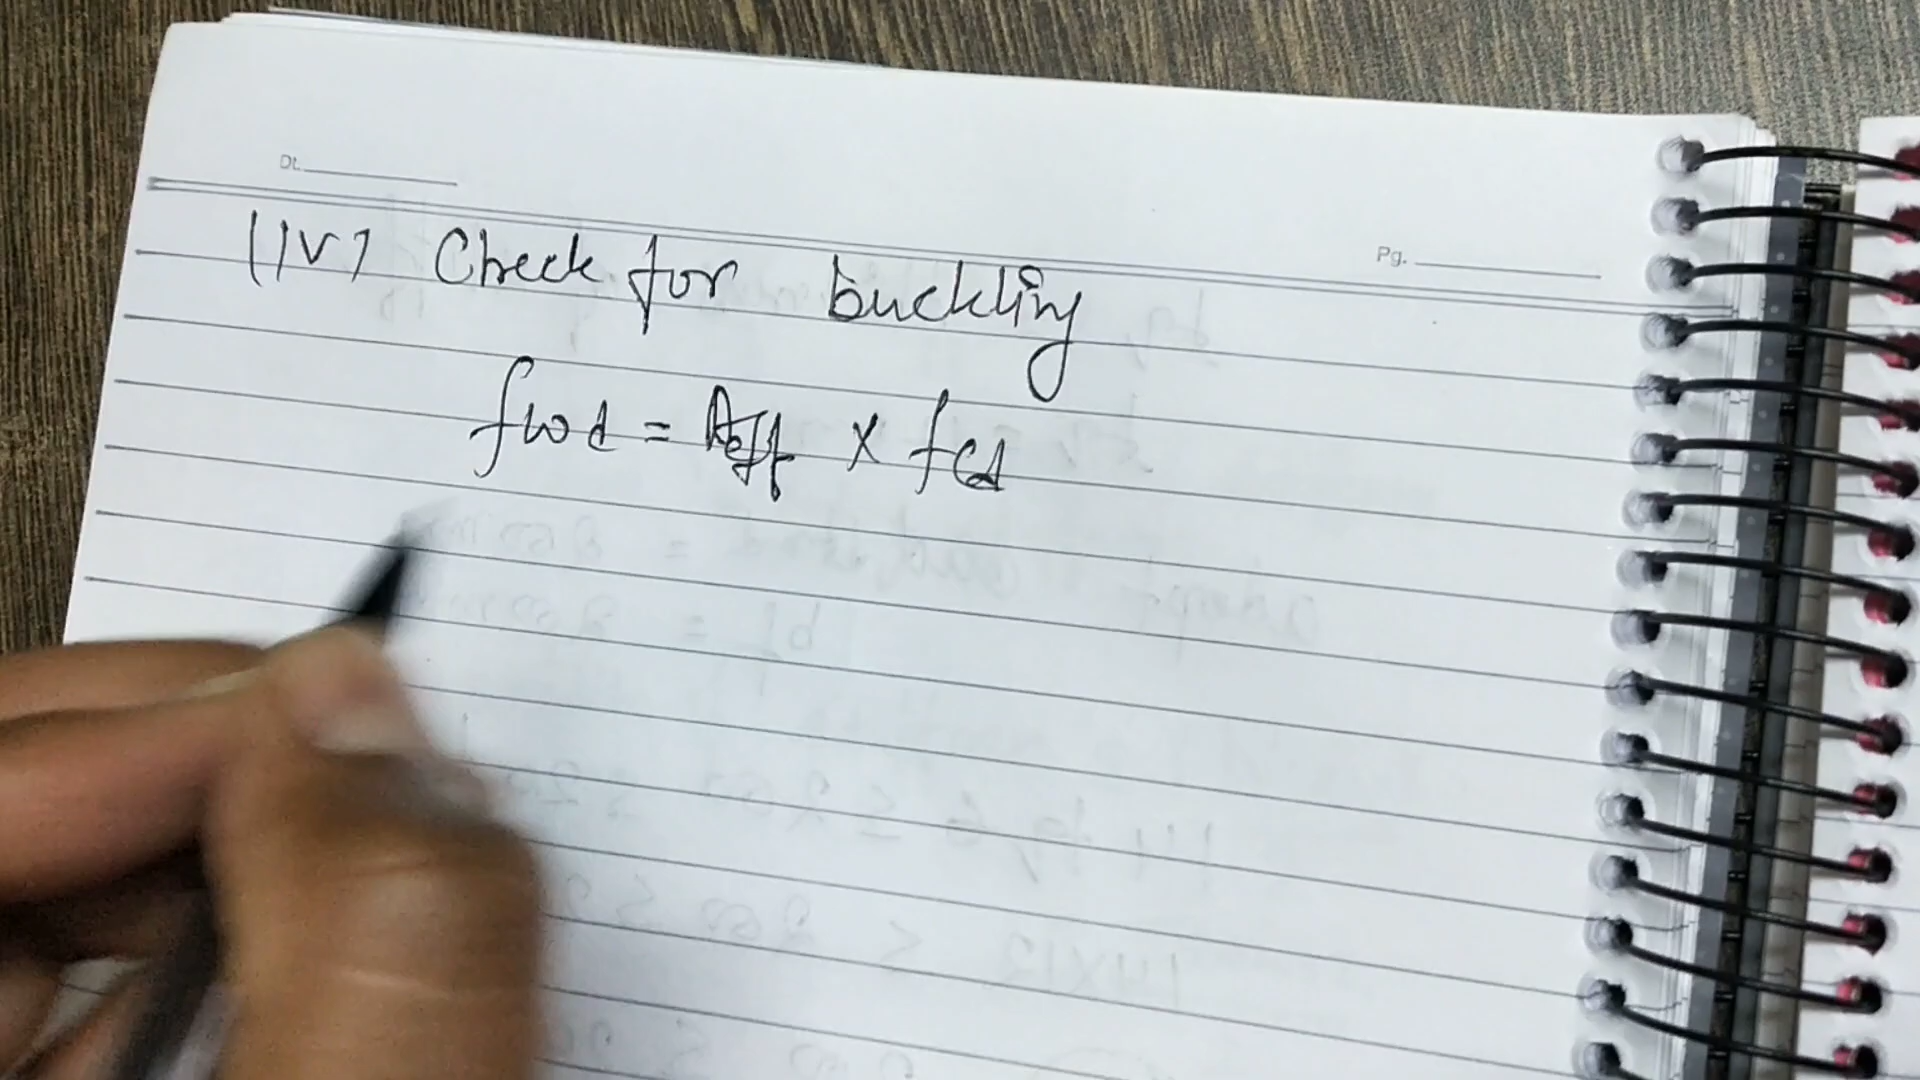 Dt.
Pg.
(IV) Check for buckling
fwd = Aeff × fcd